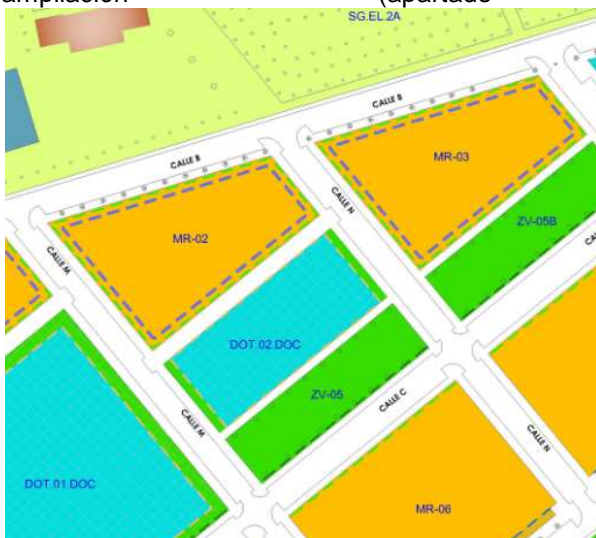 ampliación (apartado
SG.EL 2A
CALLE B
MR-03
CALLE B
CALLE N
ZV-05B
MR-02
CALLE M
DOT.02.DOC
ZV-05
CALLE C
CALLE M
CALLE N
DOT.01.DOC
MR-06